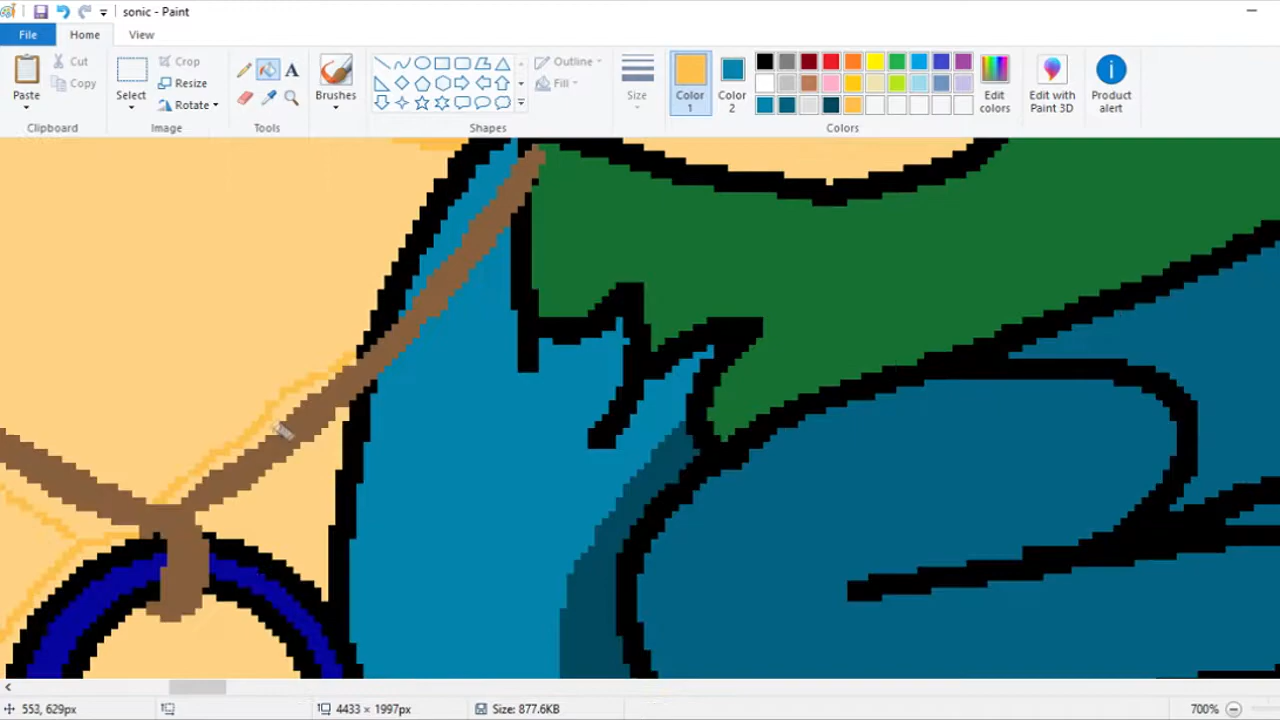 sonic - Paint
File Home View
Paste
Cut
Copy
Clipboard
Select
Crop
Resize
Rotate
Image
A
Tools
Brushes
Outline
Fill
Shapes
Size
Color 1
Color 2
Edit colors
Colors
Edit with Paint 3D
Product alert
553, 629px 4433 × 1997px Size: 877.6KB 700%